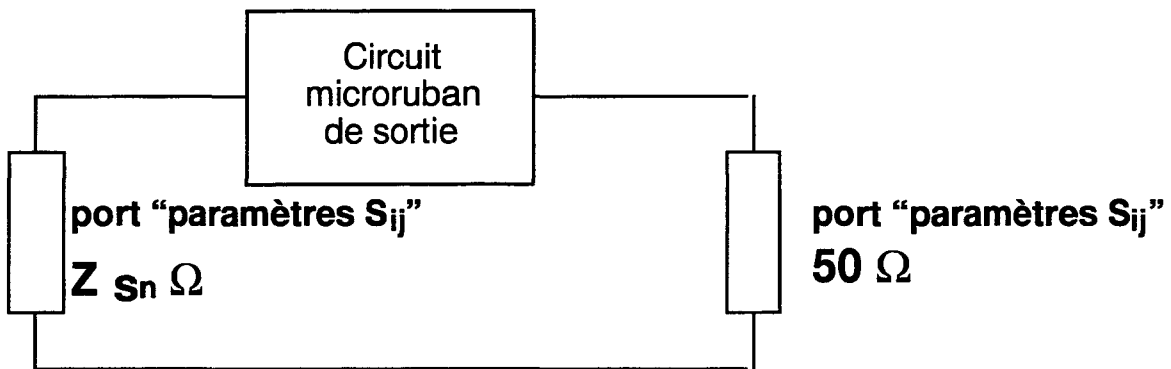 Circuit
microruban
de sortie
port “paramètres Sij”
Z Sn Ω
port “paramètres Sij”
50 Ω